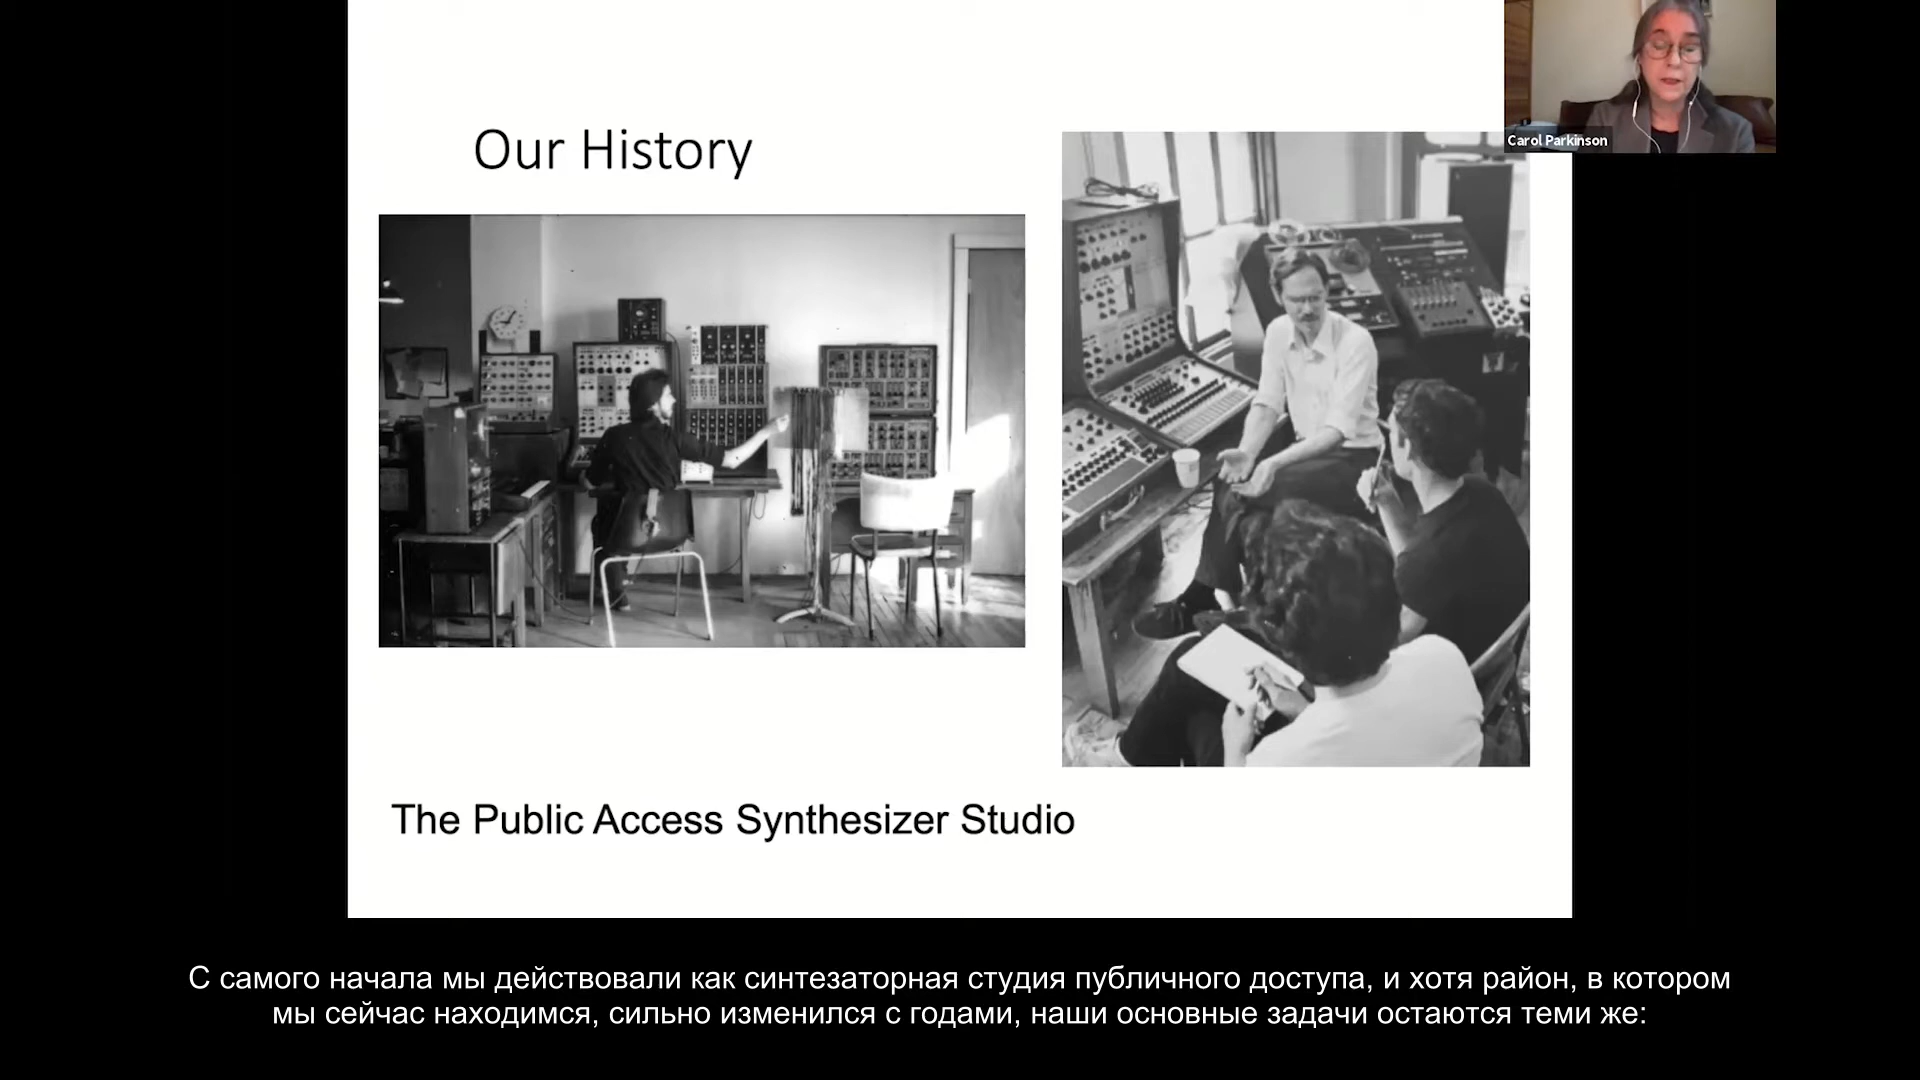 Carol Parkinson
Our History
The Public Access Synthesizer Studio
С самого начала мы действовали как синтезаторная студия публичного доступа, и хотя район, в котором
мы сейчас находимся, сильно изменился с годами, наши основные задачи остаются теми же: